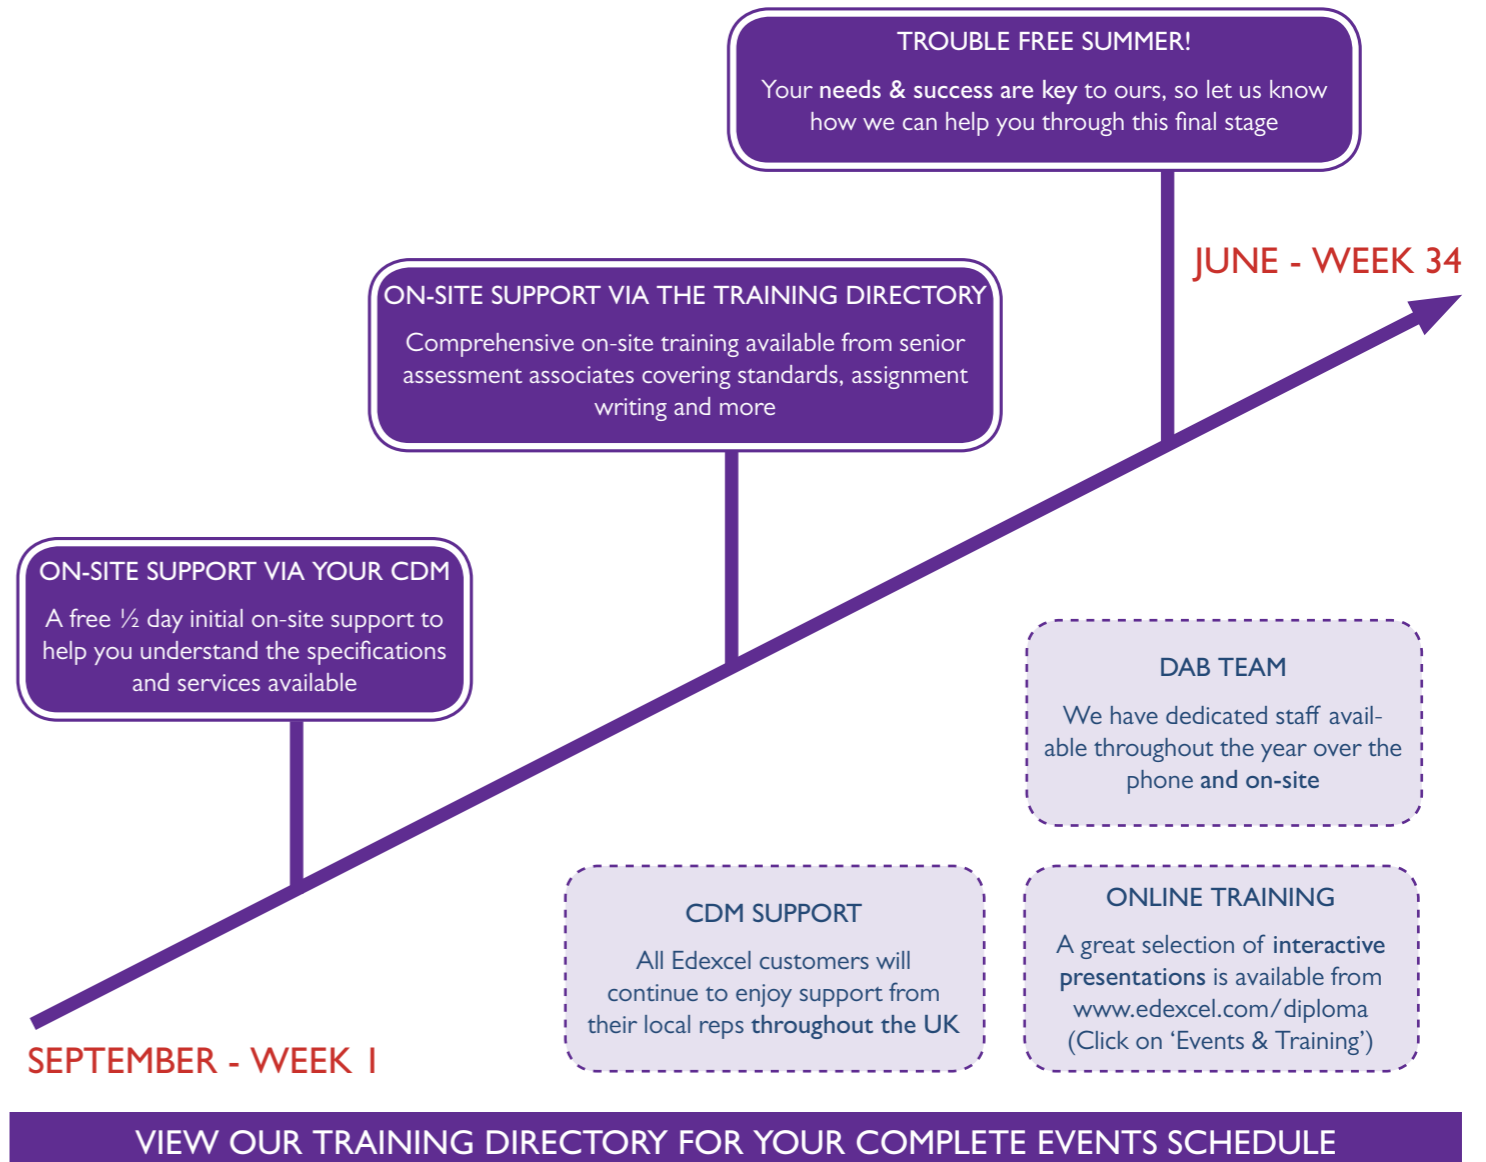 TROUBLE FREE SUMMER!
Your needs & success are key to ours, so let us know
how we can help you through this final stage
JUNE - WEEK 34
ON-SITE SUPPORT VIA THE TRAINING DIRECTORY
Comprehensive on-site training available from senior
assessment associates covering standards, assignment
writing and more
ON-SITE SUPPORT VIA YOUR CDM
A free ½ day initial on-site support to
help you understand the specifications
and services available
DAB TEAM
We have dedicated staff avail-
able throughout the year over the
phone and on-site
CDM SUPPORT
All Edexcel customers will
continue to enjoy support from
their local reps throughout the UK
ONLINE TRAINING
A great selection of interactive
presentations is available from
www.edexcel.com/diploma
(Click on ‘Events & Training’)
SEPTEMBER - WEEK 1
VIEW OUR TRAINING DIRECTORY FOR YOUR COMPLETE EVENTS SCHEDULE